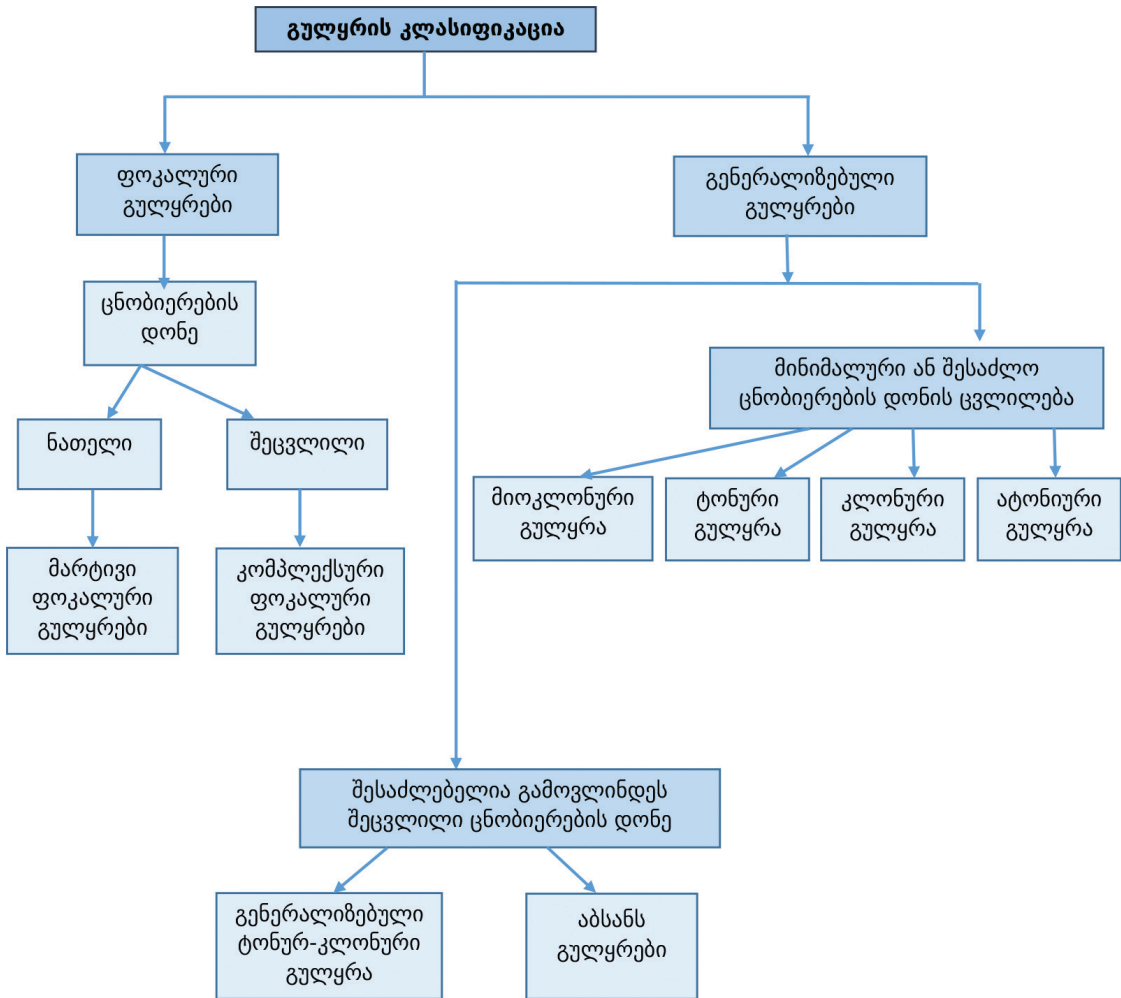 გულყრის კლასიფიკაცია
ფოკალური
გულყრები
გენერალიზებული
გულყრები
ცნობიერების
დონე
მინიმალური ან შესაძლო
ცნობიერების დონის ცვლილება
ნათელი
შეცვლილი
მიოკლონური
გულყრა
ტონური
გულყრა
კლონური
გულყრა
ატონიური
გულყრა
მარტივი
ფოკალური
გულყრები
კომპლექსური
ფოკალური
გულყრები
შესაძლებელია გამოვლინდეს
შეცვლილი ცნობიერების დონე
გენერალიზებული
ტონურ-კლონური
გულყრა
აბსანს
გულყრები